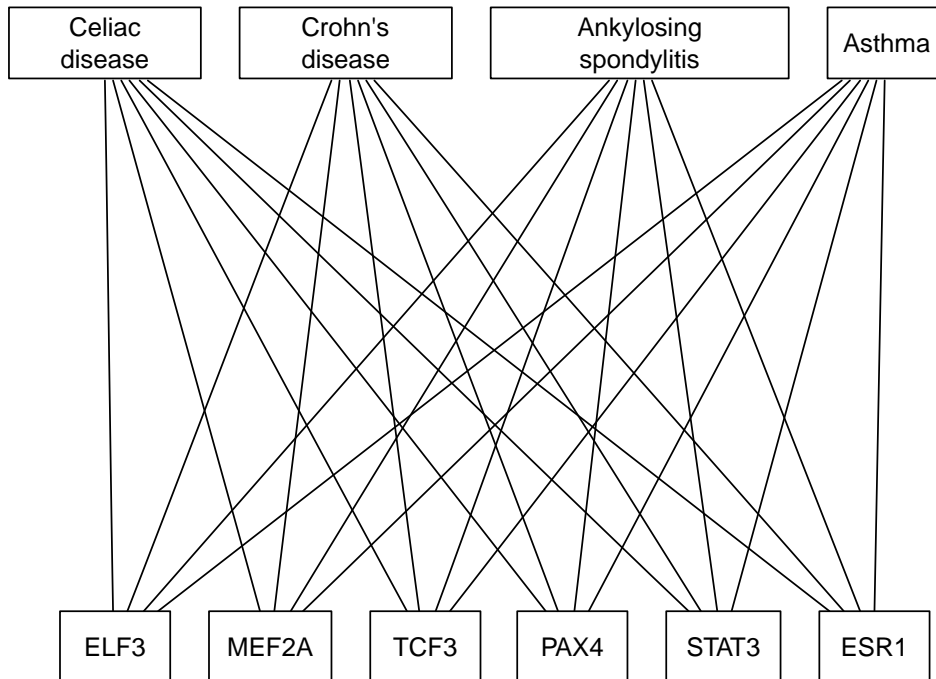 Celiac
disease
Crohn's
disease
Ankylosing
spondylitis
Asthma
ELF3
MEF2A
TCF3
PAX4
STAT3
ESR1